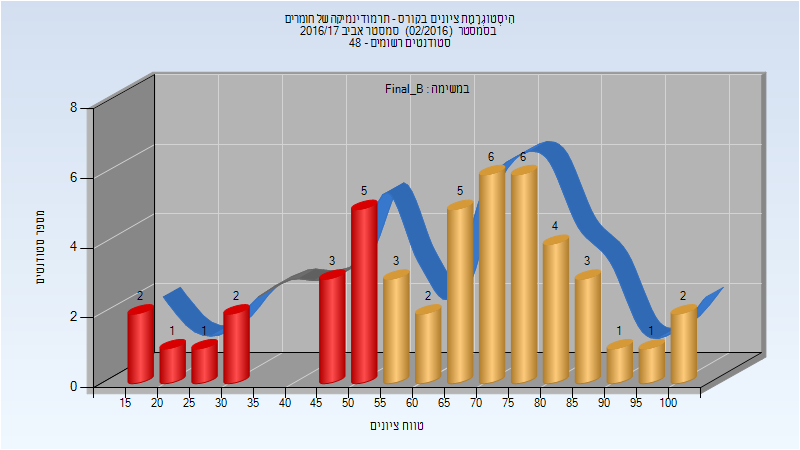 היסטוגרמת ציונים בקורס - תרמודינמיקה של חומרים
בסמסטר (02/2016) סמסטר אביב 2016/17
סטודנטים רשומים - 48
במשימה : Final_B
מספר סטודנטים
8
6
4
2
0
2 1 1 2 3 5 3 2 5 6 6 4 3 1 1 2
15 20 25 30 35 40 45 50 55 60 65 70 75 80 85 90 95 100
טווח ציונים